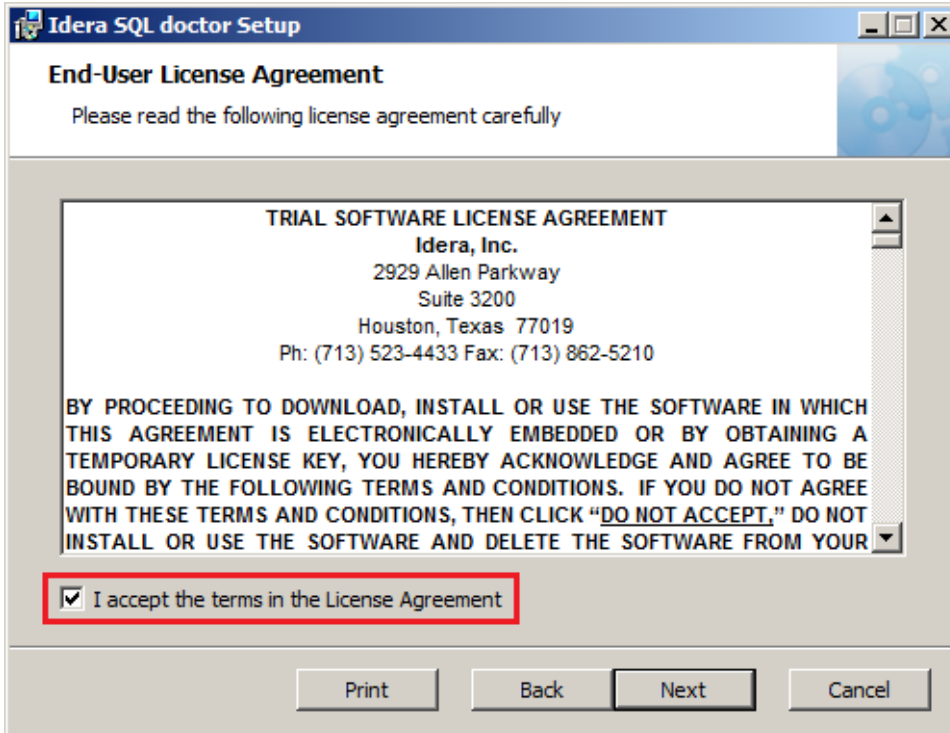 Idera SQL doctor Setup
End-User License Agreement
Please read the following license agreement carefully
TRIAL SOFTWARE LICENSE AGREEMENT
Idera, Inc.
2929 Allen Parkway
Suite 3200
Houston, Texas 77019
Ph: (713) 523-4433 Fax: (713) 862-5210
BY PROCEEDING TO DOWNLOAD, INSTALL OR USE THE SOFTWARE IN WHICH
THIS AGREEMENT IS ELECTRONICALLY EMBEDDED OR BY OBTAINING A
TEMPORARY LICENSE KEY, YOU HEREBY ACKNOWLEDGE AND AGREE TO BE
BOUND BY THE FOLLOWING TERMS AND CONDITIONS. IF YOU DO NOT AGREE
WITH THESE TERMS AND CONDITIONS, THEN CLICK “DO NOT ACCEPT,” DO NOT
INSTALL OR USE THE SOFTWARE AND DELETE THE SOFTWARE FROM YOUR
I accept the terms in the License Agreement
Print Back Next Cancel